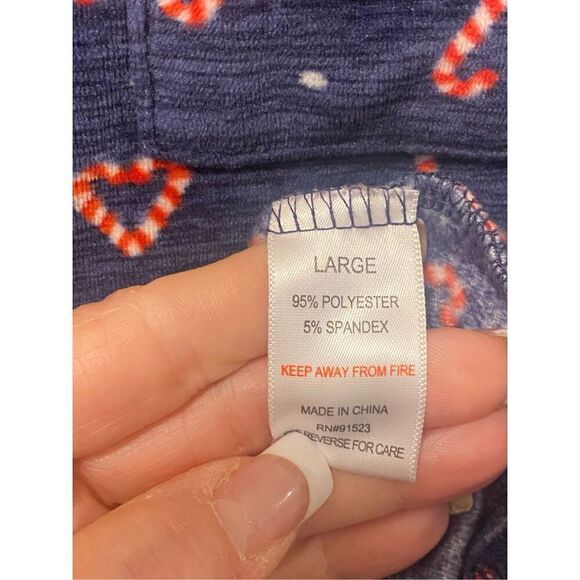 LARGE
95% POLYESTER
5% SPANDEX
KEEP AWAY FROM FIRE
MADE IN CHINA
RN#91523
REVERSE FOR CARE